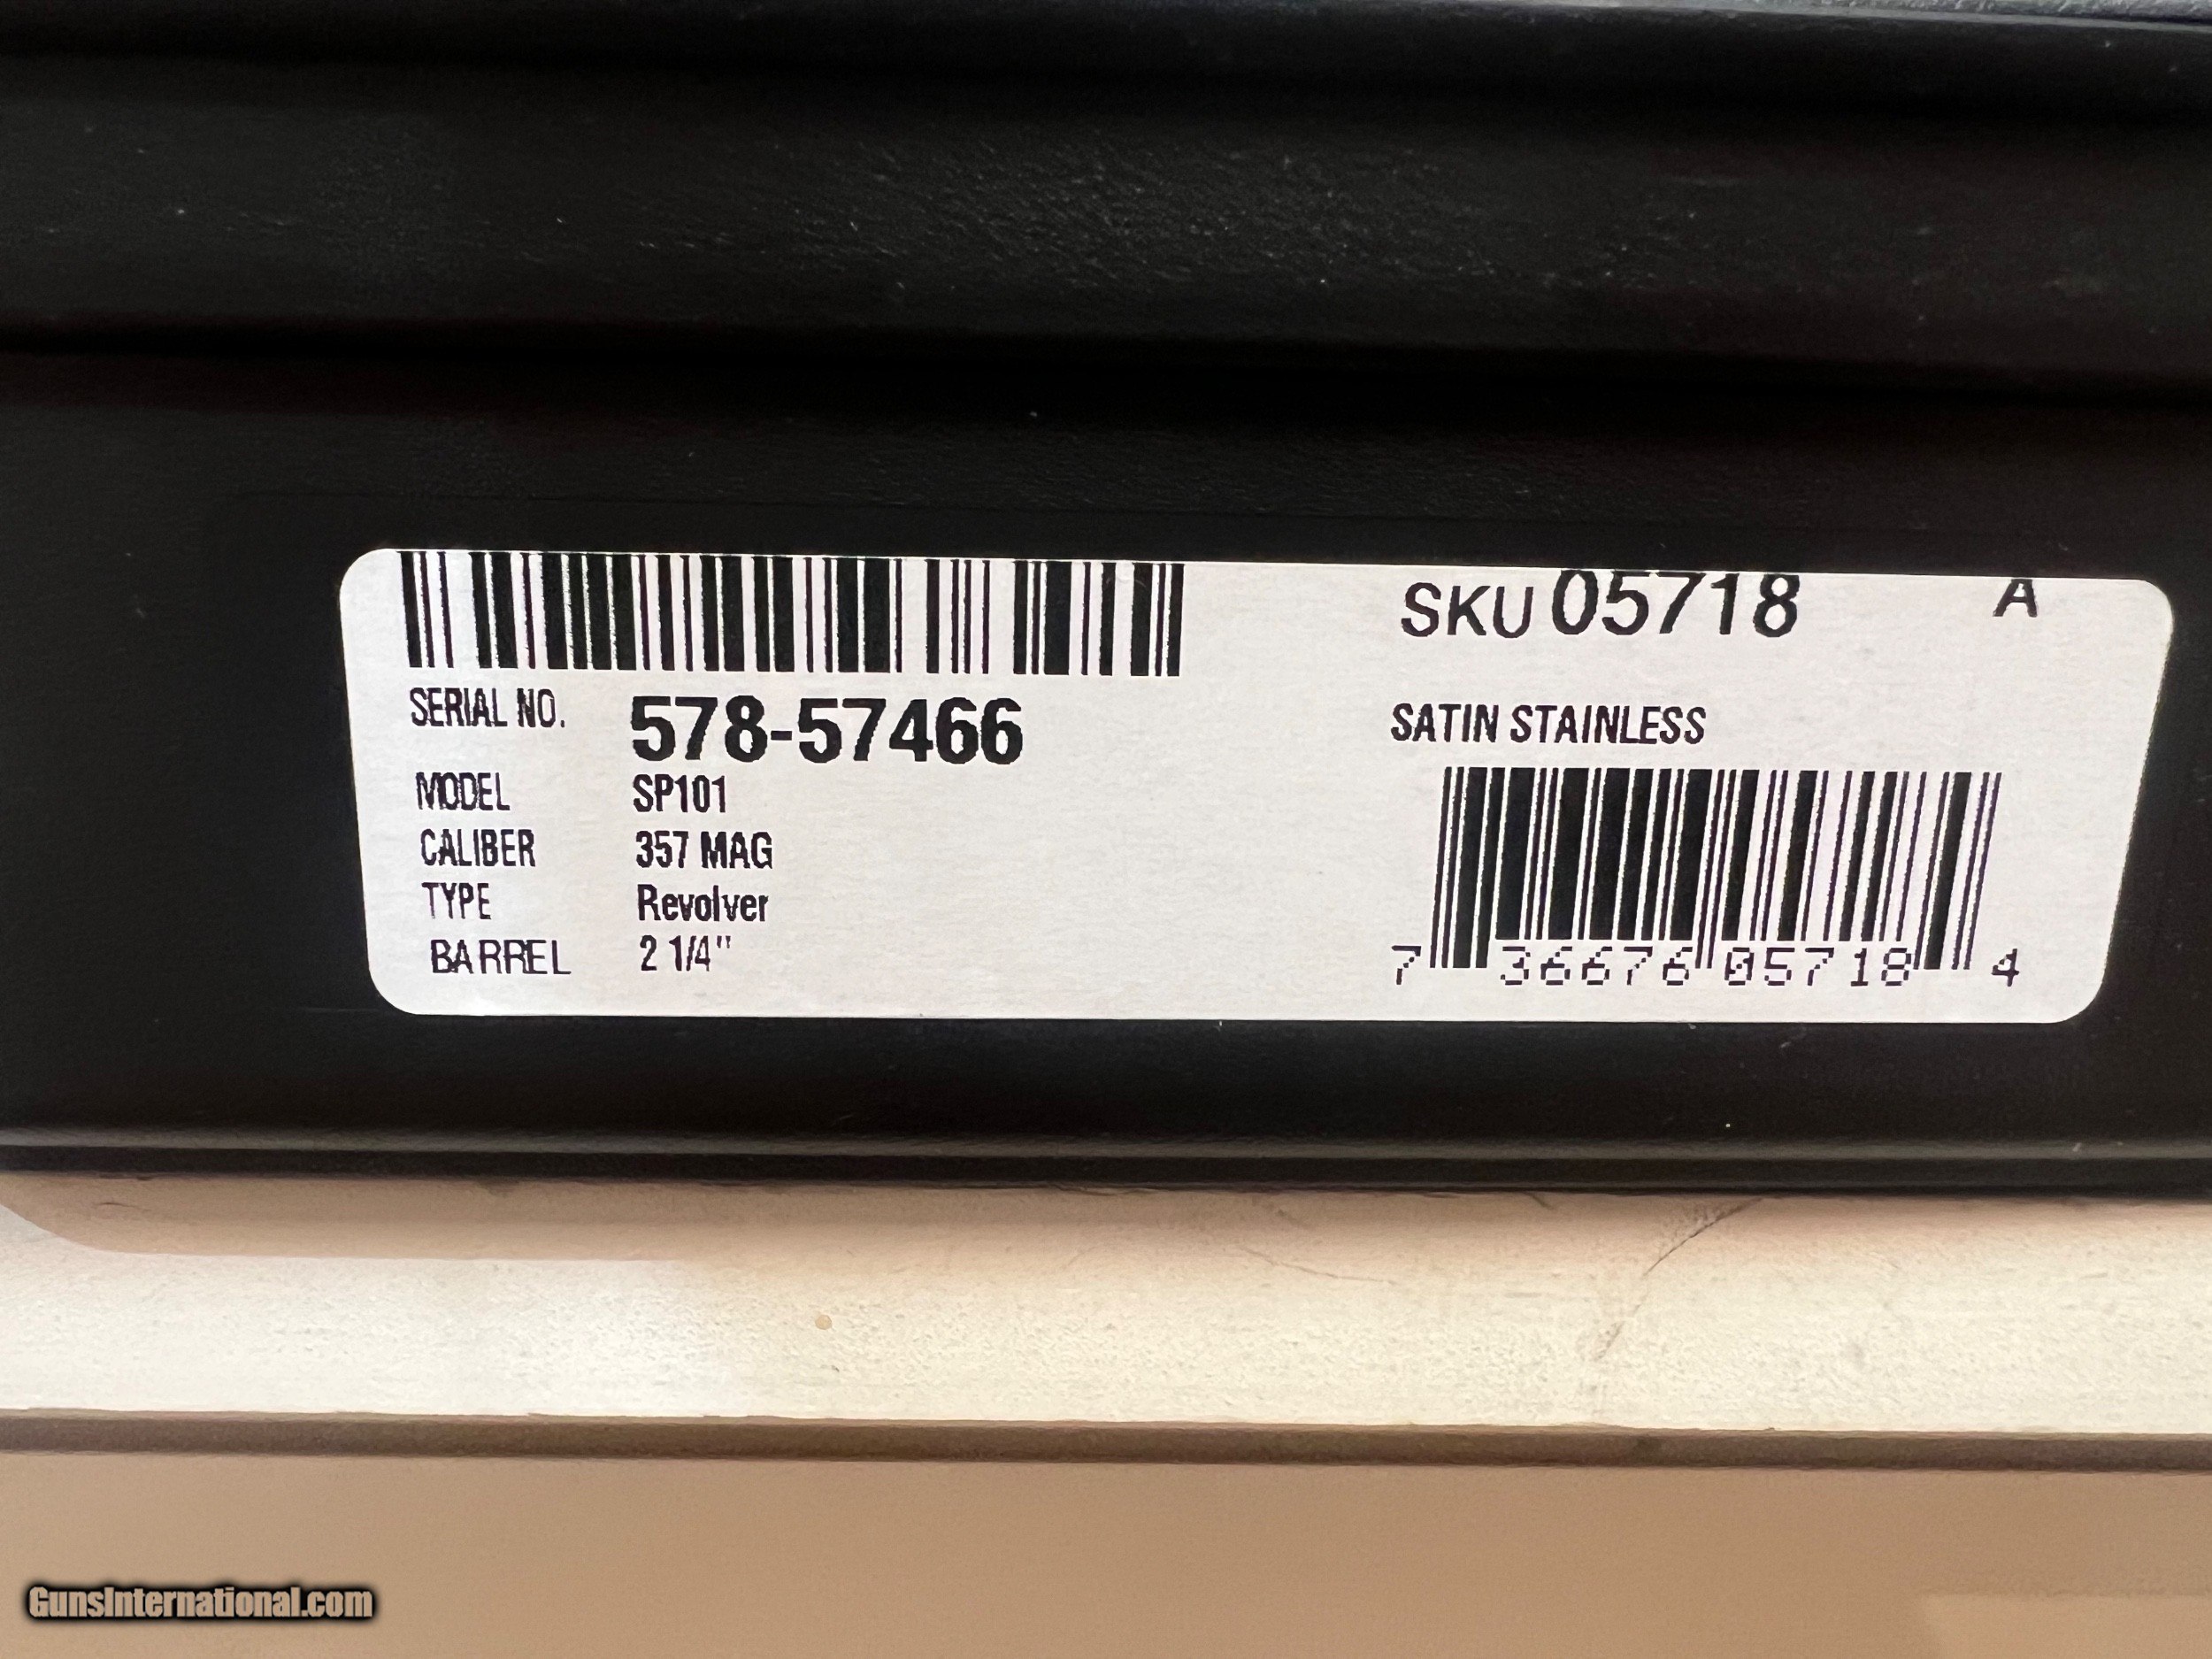 SKU 05718 A
SERIAL NO. 578-57466
SATIN STAINLESS
MODEL SP101
CALIBER 357 MAG
TYPE Revolver
BARREL 2 1/4"
7 36676 05718 4
GunsInternational.com